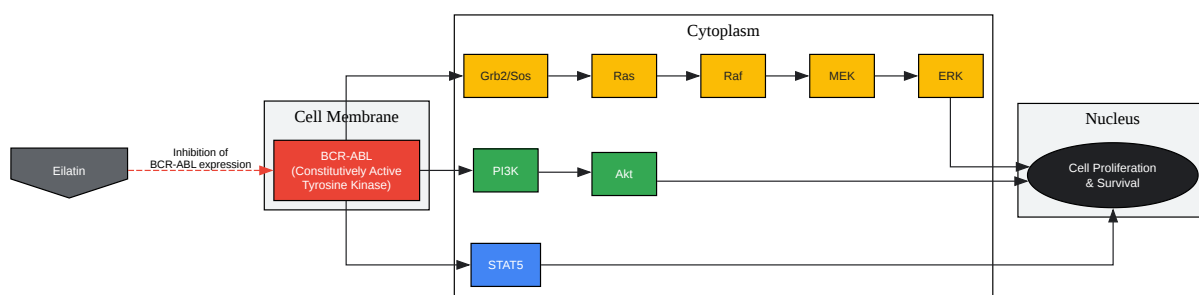 Cytoplasm
Grb2/Sos
Ras
Raf
MEK
ERK
Cell Membrane
Nucleus
Inhibition of
BCR-ABL expression
Eilatin
BCR-ABL
(Constitutively Active
Tyrosine Kinase)
PI3K
Akt
Cell Proliferation
& Survival
STAT5